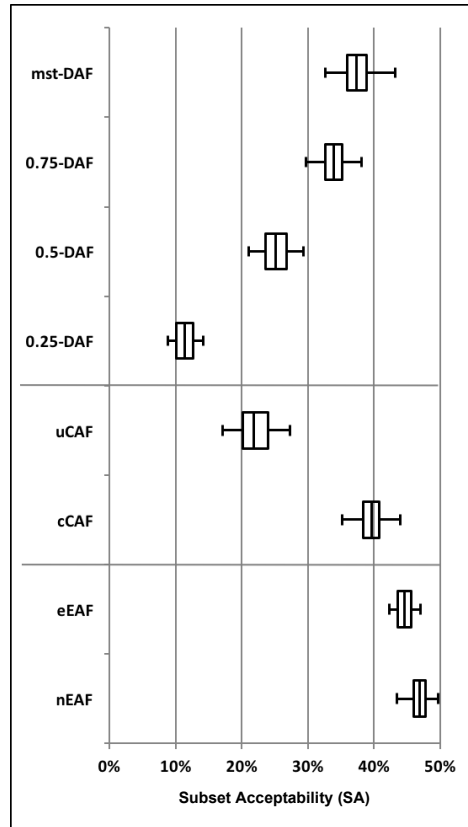 mst-DAF
0.75-DAF
0.5-DAF
0.25-DAF
uCAF
cCAF
eEAF
nEAF
0% 10% 20% 30% 40% 50%
Subset Acceptability (SA)